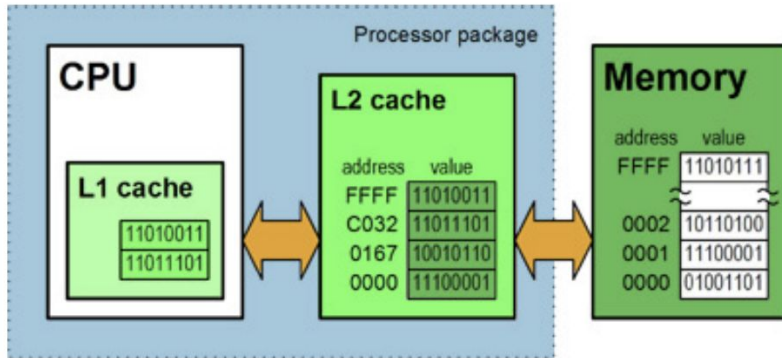 Processor package
CPU
L1 cache
11010011
11011101
L2 cache
address value
FFFF 11010011
C032 11011101
0167 10010110
0000 11100001
Memory
address value
FFFF 11010111
0002 10110100
0001 11100001
0000 01001101